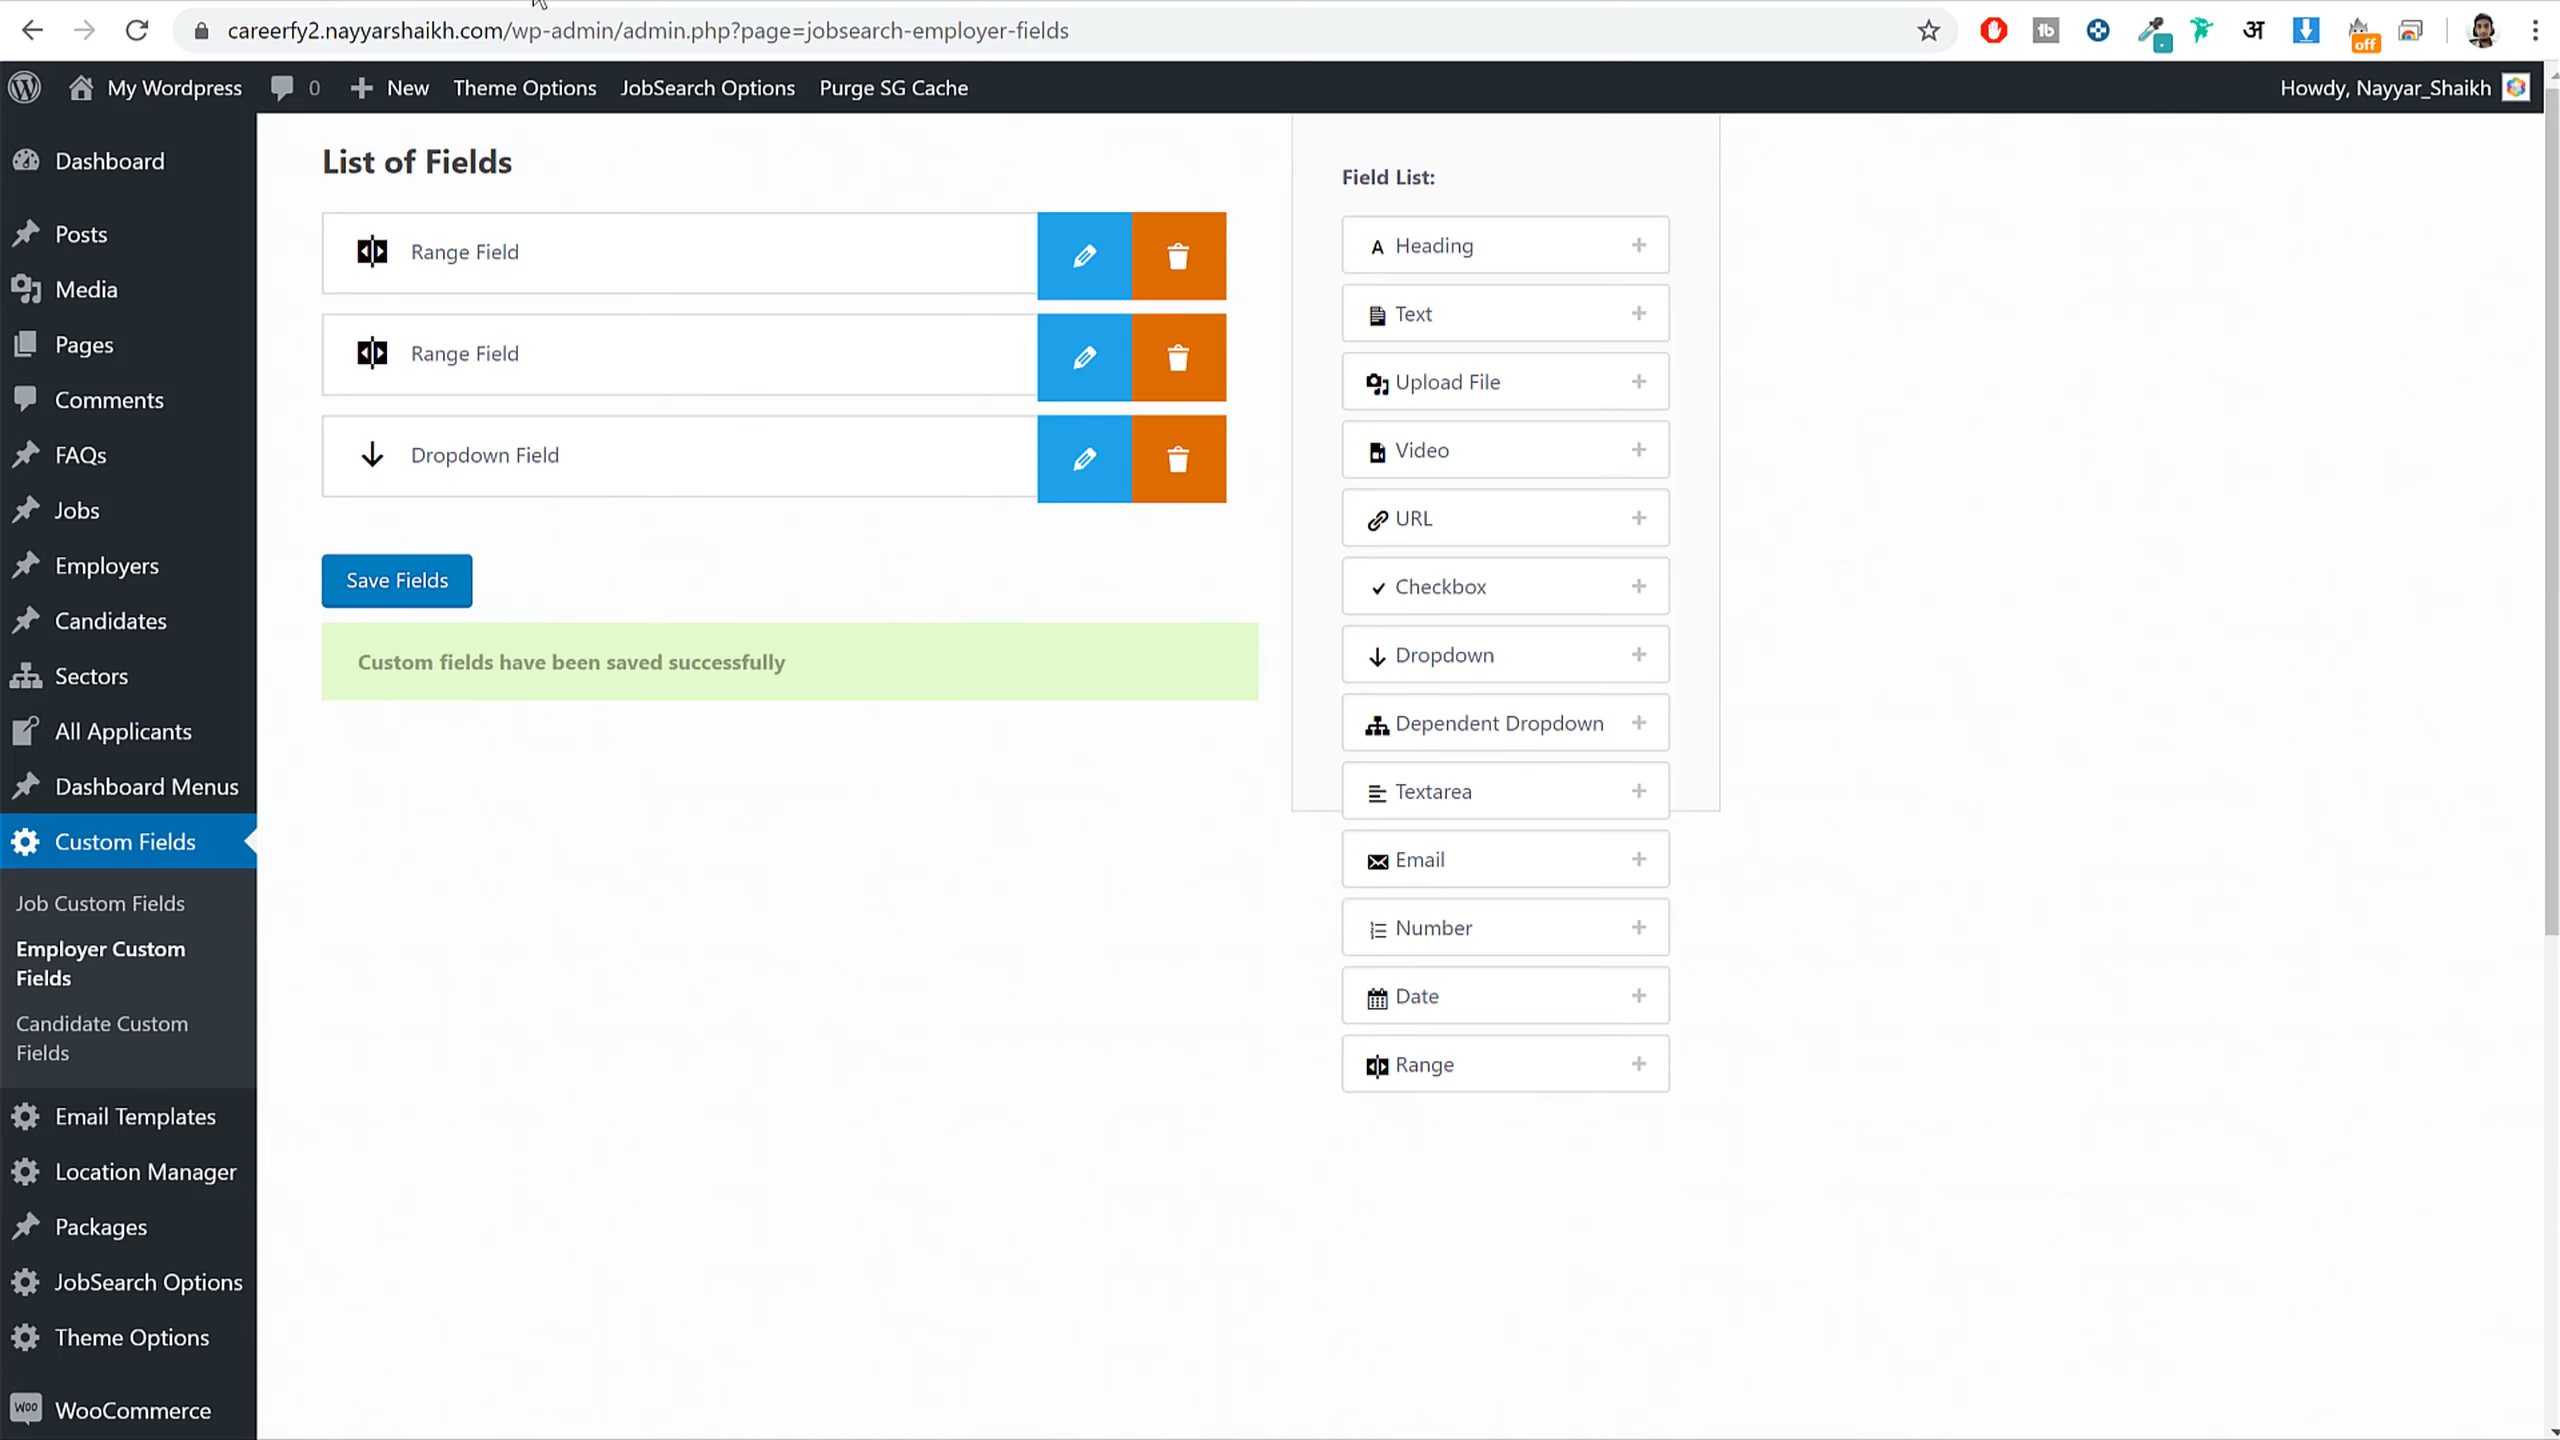 careerfy2.nayyarshaikh.com/wp-admin/admin.php?page=jobsearch-employer-fields
tb
अ
off
My Wordpress
0
New
Theme Options
JobSearch Options
Purge SG Cache
Howdy, Nayyar_Shaikh
Dashboard
Posts
Media
Pages
Comments
FAQs
Jobs
Employers
Candidates
Sectors
All Applicants
Dashboard Menus
Custom Fields
Job Custom Fields
Employer Custom
Fields
Candidate Custom
Fields
Email Templates
Location Manager
Packages
JobSearch Options
Theme Options
WOO
WooCommerce
List of Fields
Range Field
Range Field
Dropdown Field
Save Fields
Custom fields have been saved successfully
Field List:
A Heading
Text
Upload File
Video
URL
Checkbox
Dropdown
Dependent Dropdown
Textarea
Email
Number
Date
Range